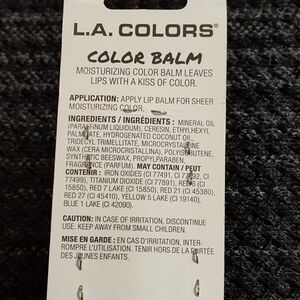 L.A. COLORS®
COLOR BALM
MOISTURIZING COLOR BALM LEAVES
LIPS WITH A KISS OF COLOR.
APPLICATION: APPLY LIP BALM FOR SHEER
MOISTURIZING COLOR.
INGREDIENTS / INGRÉDIENTS : MINERAL OIL
(PARAFFINUM LIQUIDUM), CERESIN, ETHYLHEXYL
PALMITATE, HYDROGENATED COCONUT OIL,
TRIDECYL TRIMELLITATE, MICROCRYSTALLINE
WAX (CERA MICROCRISTALLINA), POLYISOBUTENE,
SYNTHETIC BEESWAX, PROPYLPARABEN,
FRAGRANCE (PARFUM). MAY CONTAIN / PEUT
CONTENIR : IRON OXIDES (CI 77491, CI 77492, CI
77499), TITANIUM DIOXIDE (CI 77891), RED 6 (CI
15850), RED 7 LAKE (CI 15850), RED 21 (CI 45380),
RED 27 (CI 45410), YELLOW 5 LAKE (CI 19140),
BLUE 1 LAKE (CI 42090).
CAUTION: IN CASE OF IRRITATION, DISCONTINUE
USE. KEEP AWAY FROM SMALL CHILDREN.
MISE EN GARDE : EN CAS D'IRRITATION, INTER-
ROMPRE L'UTILISATION. TENIR HORS DE LA PORTÉE
DES JEUNES ENFANTS.